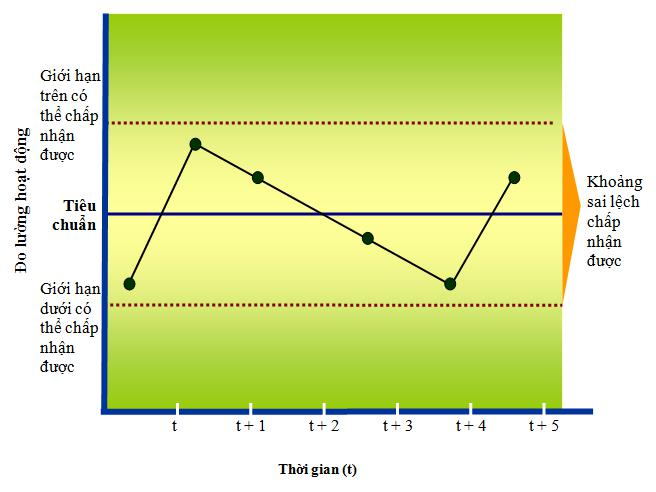 Giới hạn
trên có
thể chấp
nhận
được
Đo lường hoạt động
Tiêu
chuẩn
Khoảng
sai lệch
chấp
nhận
được
Giới hạn
dưới có
thể chấp
nhận
được
t
t + 1
t + 2
t + 3
t + 4
t + 5
Thời gian (t)